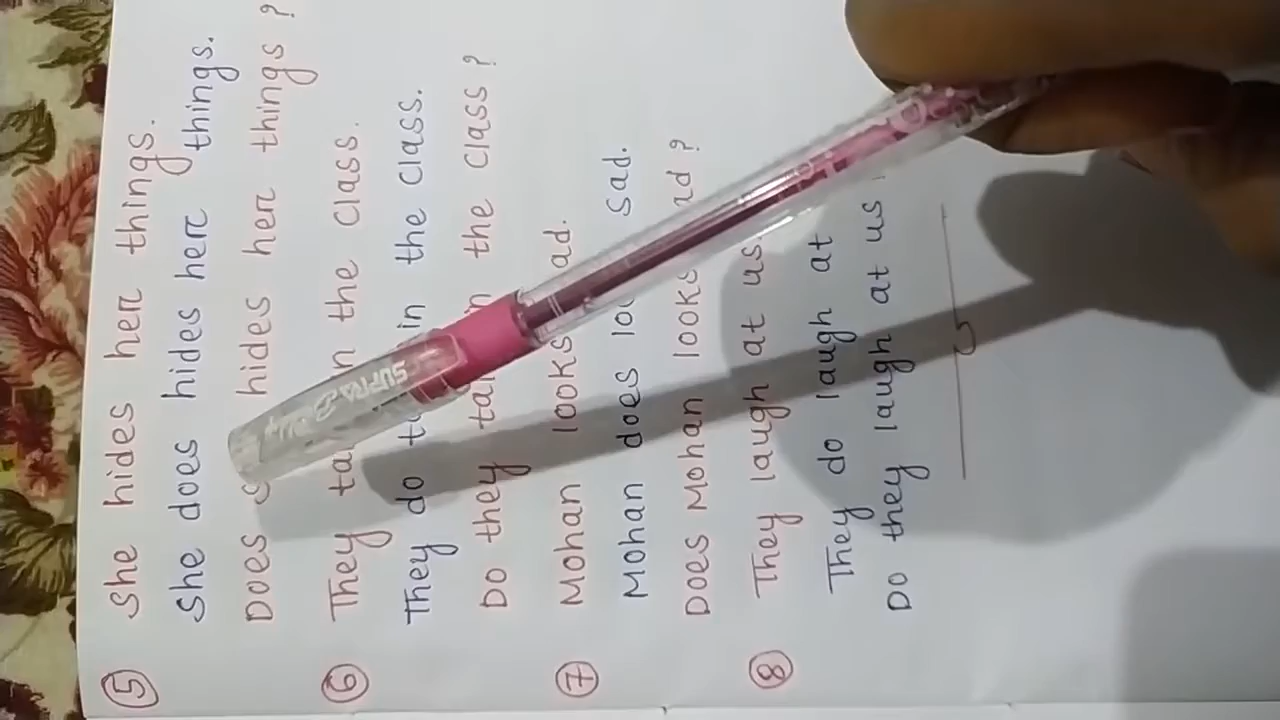 ⑤ She hides her things.
She does hides her things.
Does hides her things ?
⑥ They in the class.
They do in the class.
Do they the class ?
⑦ Mohan looks
Mohan does sad.
Does Mohan looks
⑧ They laugh at us.
They do laugh at
Do they laugh at us
SUPRA